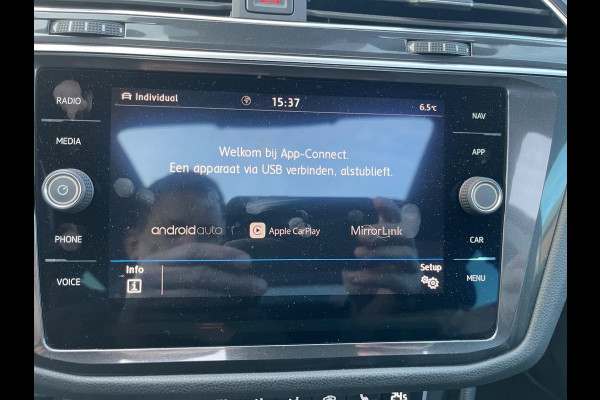 Individual
15:37
6.5°C
RADIO
MEDIA
PHONE
VOICE
NAV
APP
CAR
MENU
Welkom bij App-Connect.
Een apparaat via USB verbinden, alstublieft.
androidauto
Apple CarPlay
MirrorLink
Info
i
Setup